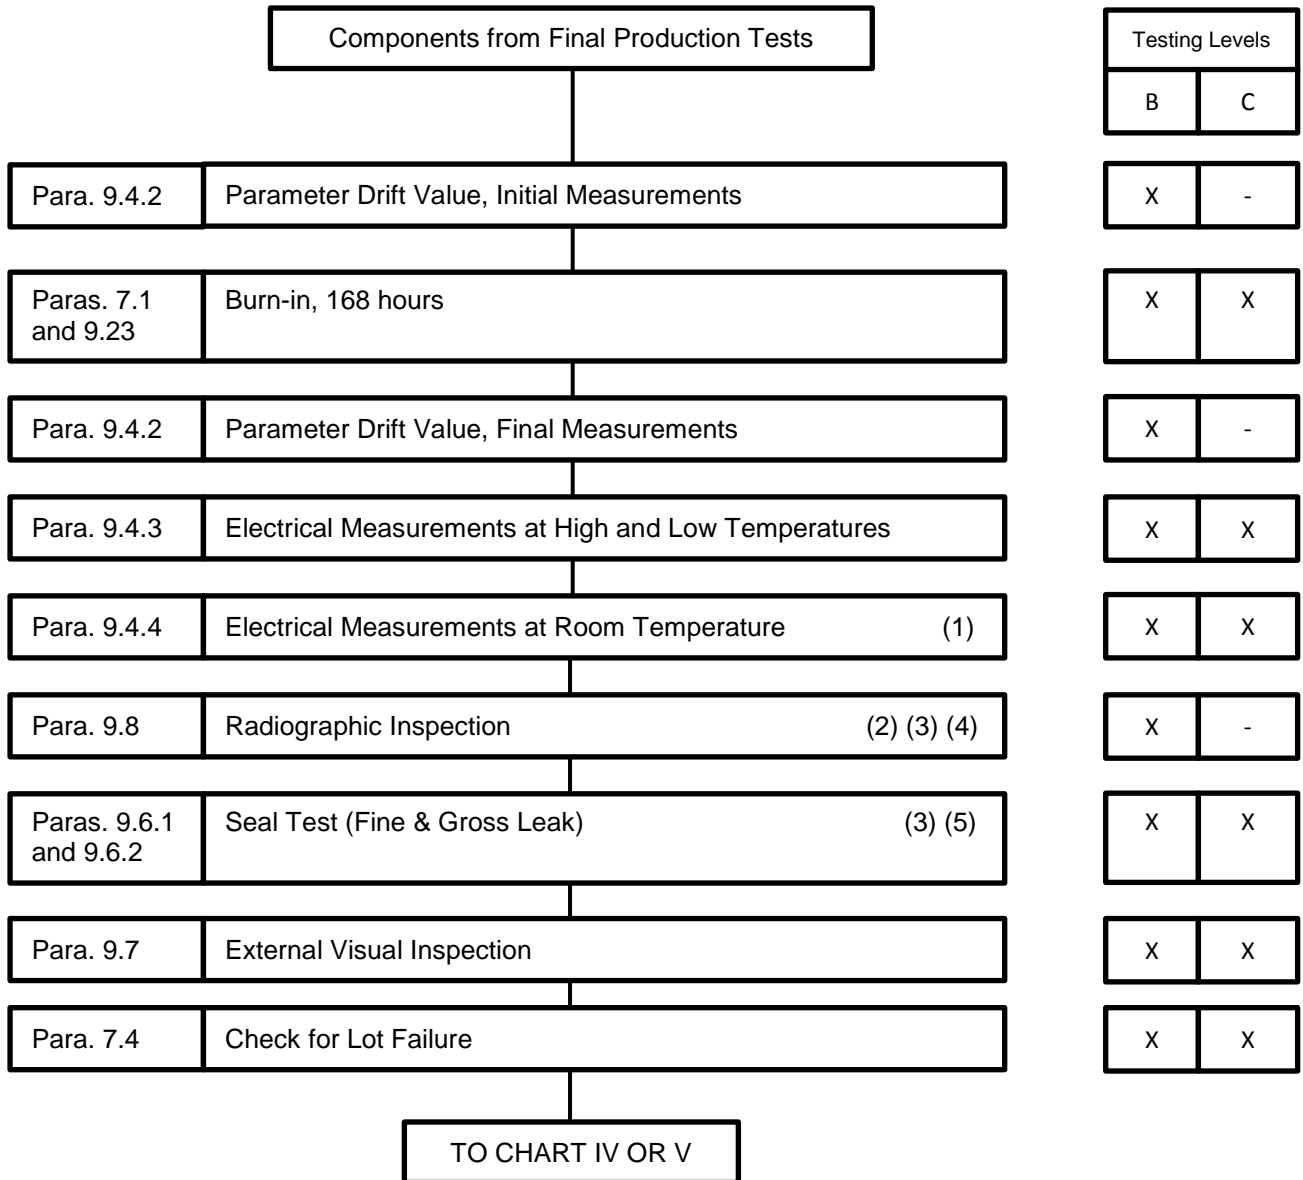 Components from Final Production Tests
Testing Levels
B C
Para. 9.4.2 Parameter Drift Value, Initial Measurements X -
Paras. 7.1 Burn-in, 168 hours X X
and 9.23
Para. 9.4.2 Parameter Drift Value, Final Measurements X -
Para. 9.4.3 Electrical Measurements at High and Low Temperatures X X
Para. 9.4.4 Electrical Measurements at Room Temperature (1) X X
Para. 9.8 Radiographic Inspection (2) (3) (4) X -
Paras. 9.6.1 Seal Test (Fine & Gross Leak) (3) (5) X X
and 9.6.2
Para. 9.7 External Visual Inspection X X
Para. 7.4 Check for Lot Failure X X
TO CHART IV OR V